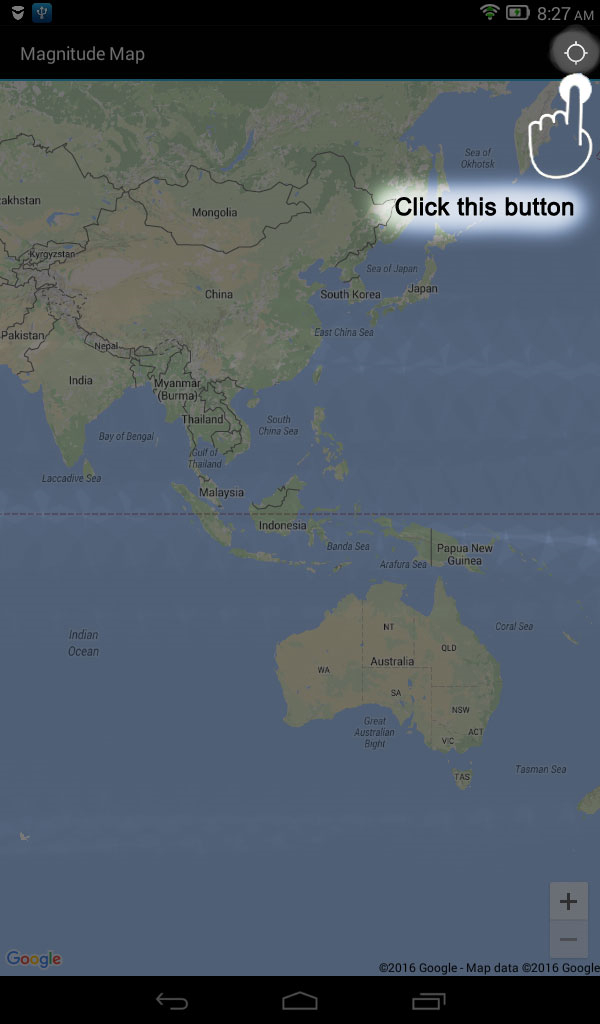 8:27 AM
Magnitude Map
Click this button
Sea of
Okhotsk
akhstan
Mongolia
Kyrgyzstan
Sea of Japan
China
South Korea
Japan
East China Sea
Pakistan
Nepal
India
Myanmar
(Burma)
Thailand
South
China Sea
Bay of Bengal
Gulf of
Thailand
Laccadive Sea
Malaysia
Indonesia
Banda Sea
Papua New
Guinea
Arafura Sea
Indian
Ocean
NT
Coral Sea
QLD
Australia
WA
SA
NSW
Great
Australian
Bight
ACT
VIC
Tasman Sea
TAS
+
−
Google
©2016 Google - Map data ©2016 Google